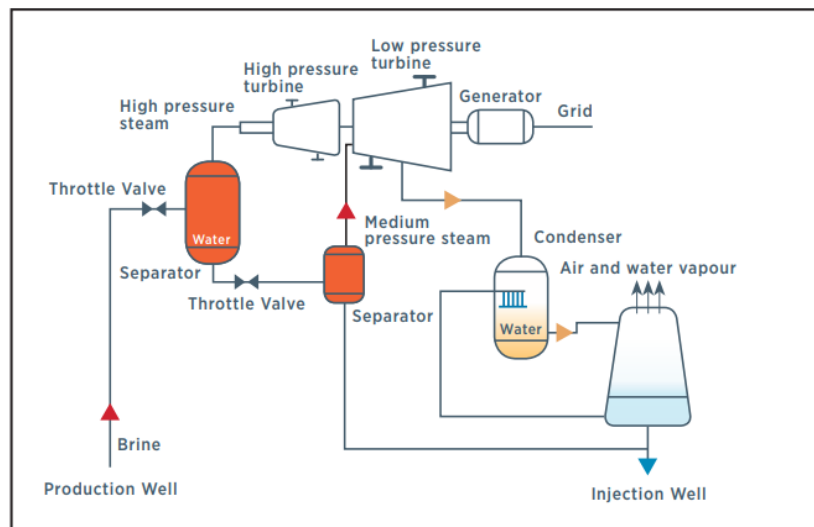 Low pressure
turbine
High pressure
turbine
Generator
Grid
High pressure
steam
Throttle Valve
Water
Separator
Throttle Valve
Medium
pressure steam
Separator
Condenser
Air and water vapour
Water
Brine
Production Well
Injection Well